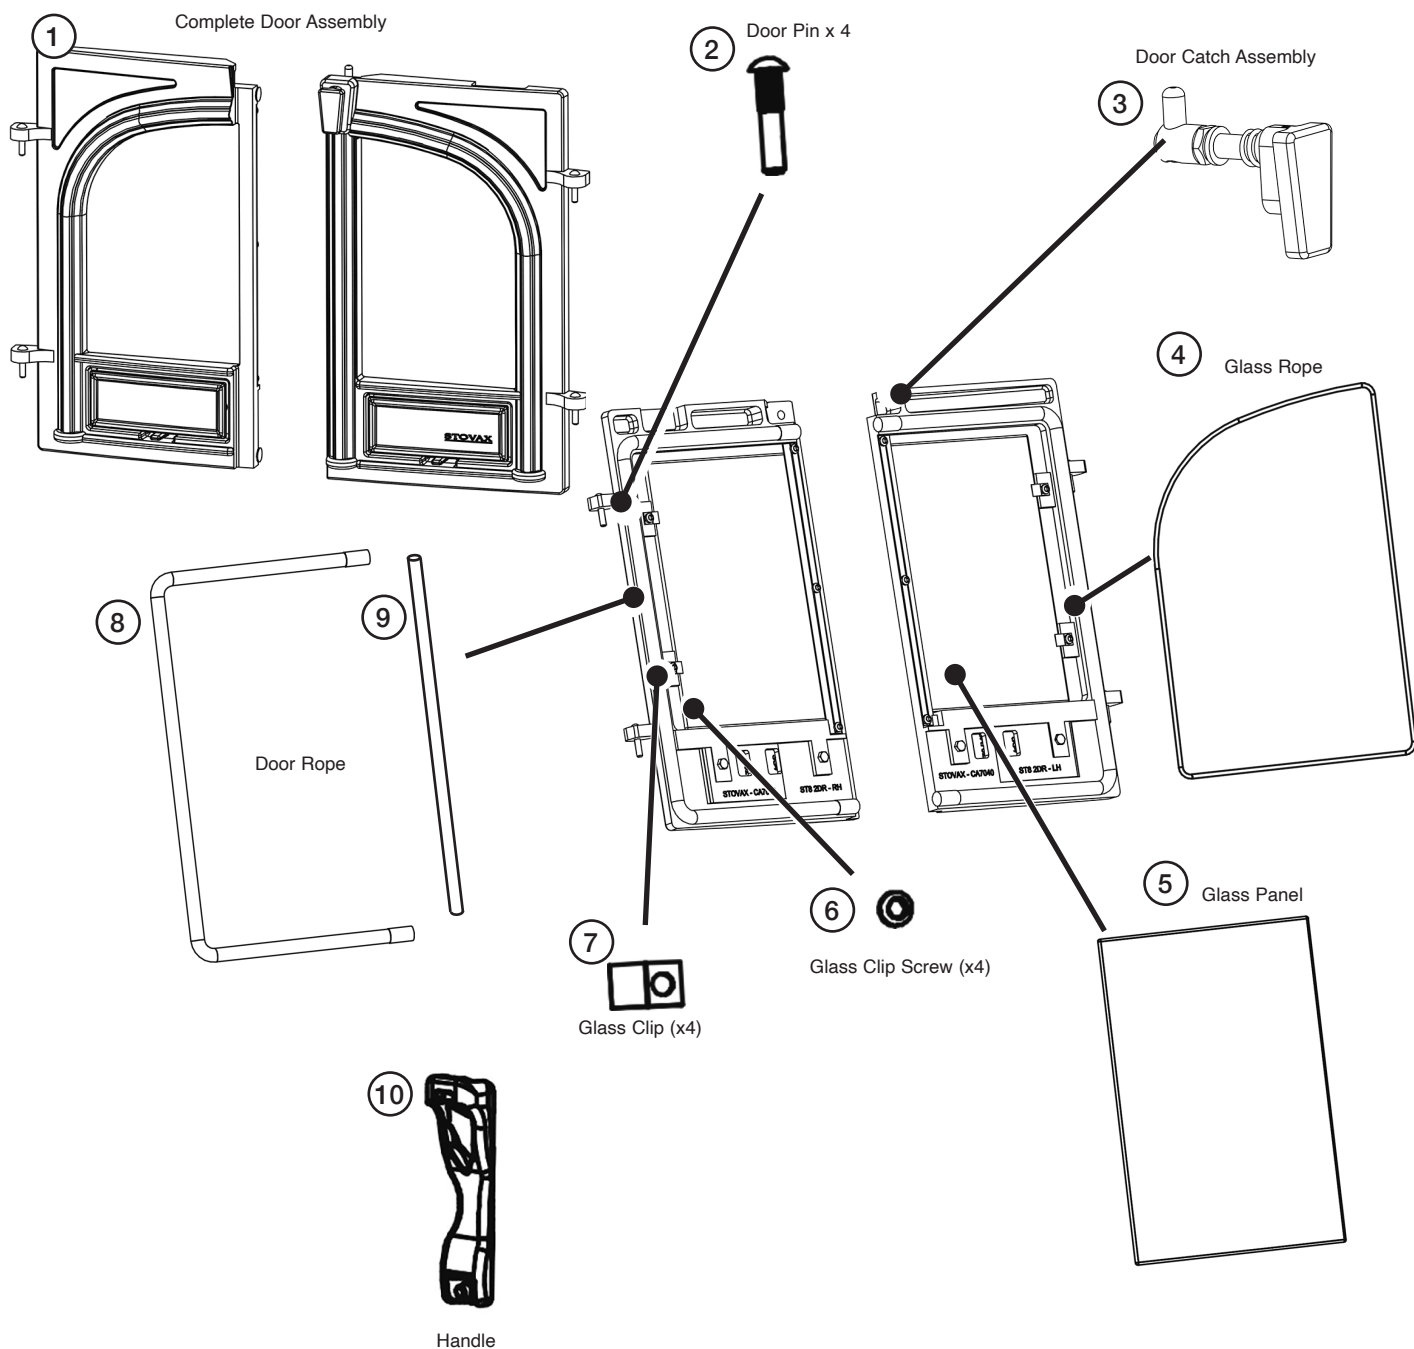 1
Complete Door Assembly
2
Door Pin x 4
Door Catch Assembly
3
4
Glass Rope
STOVAX
8
9
Door Rope
STOVAX - CA70
ST8 2DR - RH
STOVAX - CA7040
ST8 2DR - LH
5
Glass Panel
6
Glass Clip Screw (x4)
7
Glass Clip (x4)
10
Handle